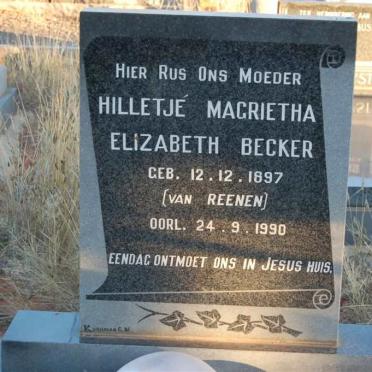 HIER RUS ONS MOEDER
HILLETJÉ MAGRIETHA
ELIZABETH BECKER
GEB. 12.12.1897
(VAN REENEN)
OORL. 24.9.1990
EENDAG ONTMOET ONS IN JESUS HUIS.
TER